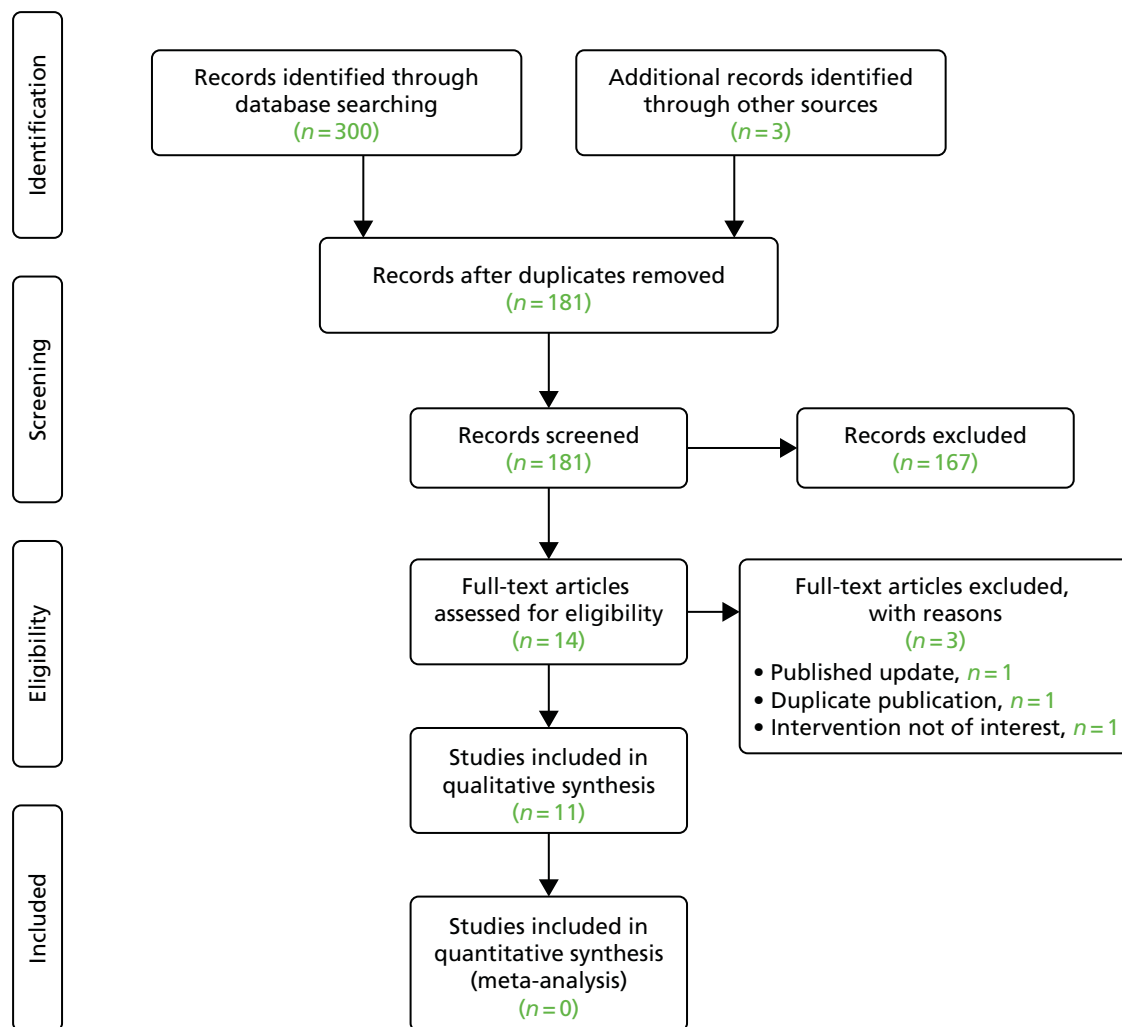 Identification
Records identified through
database searching
(n=300)
Additional records identified
through other sources
(n=3)
Records after duplicates removed
(n=181)
Screening
Records screened
(n=181)
Records excluded
(n=167)
Eligibility
Full-text articles
assessed for eligibility
(n=14)
Full-text articles excluded,
with reasons
(n=3)
• Published update, n=1
• Duplicate publication, n=1
• Intervention not of interest, n=1
Studies included in
qualitative synthesis
(n=11)
Included
Studies included in
quantitative synthesis
(meta-analysis)
(n=0)